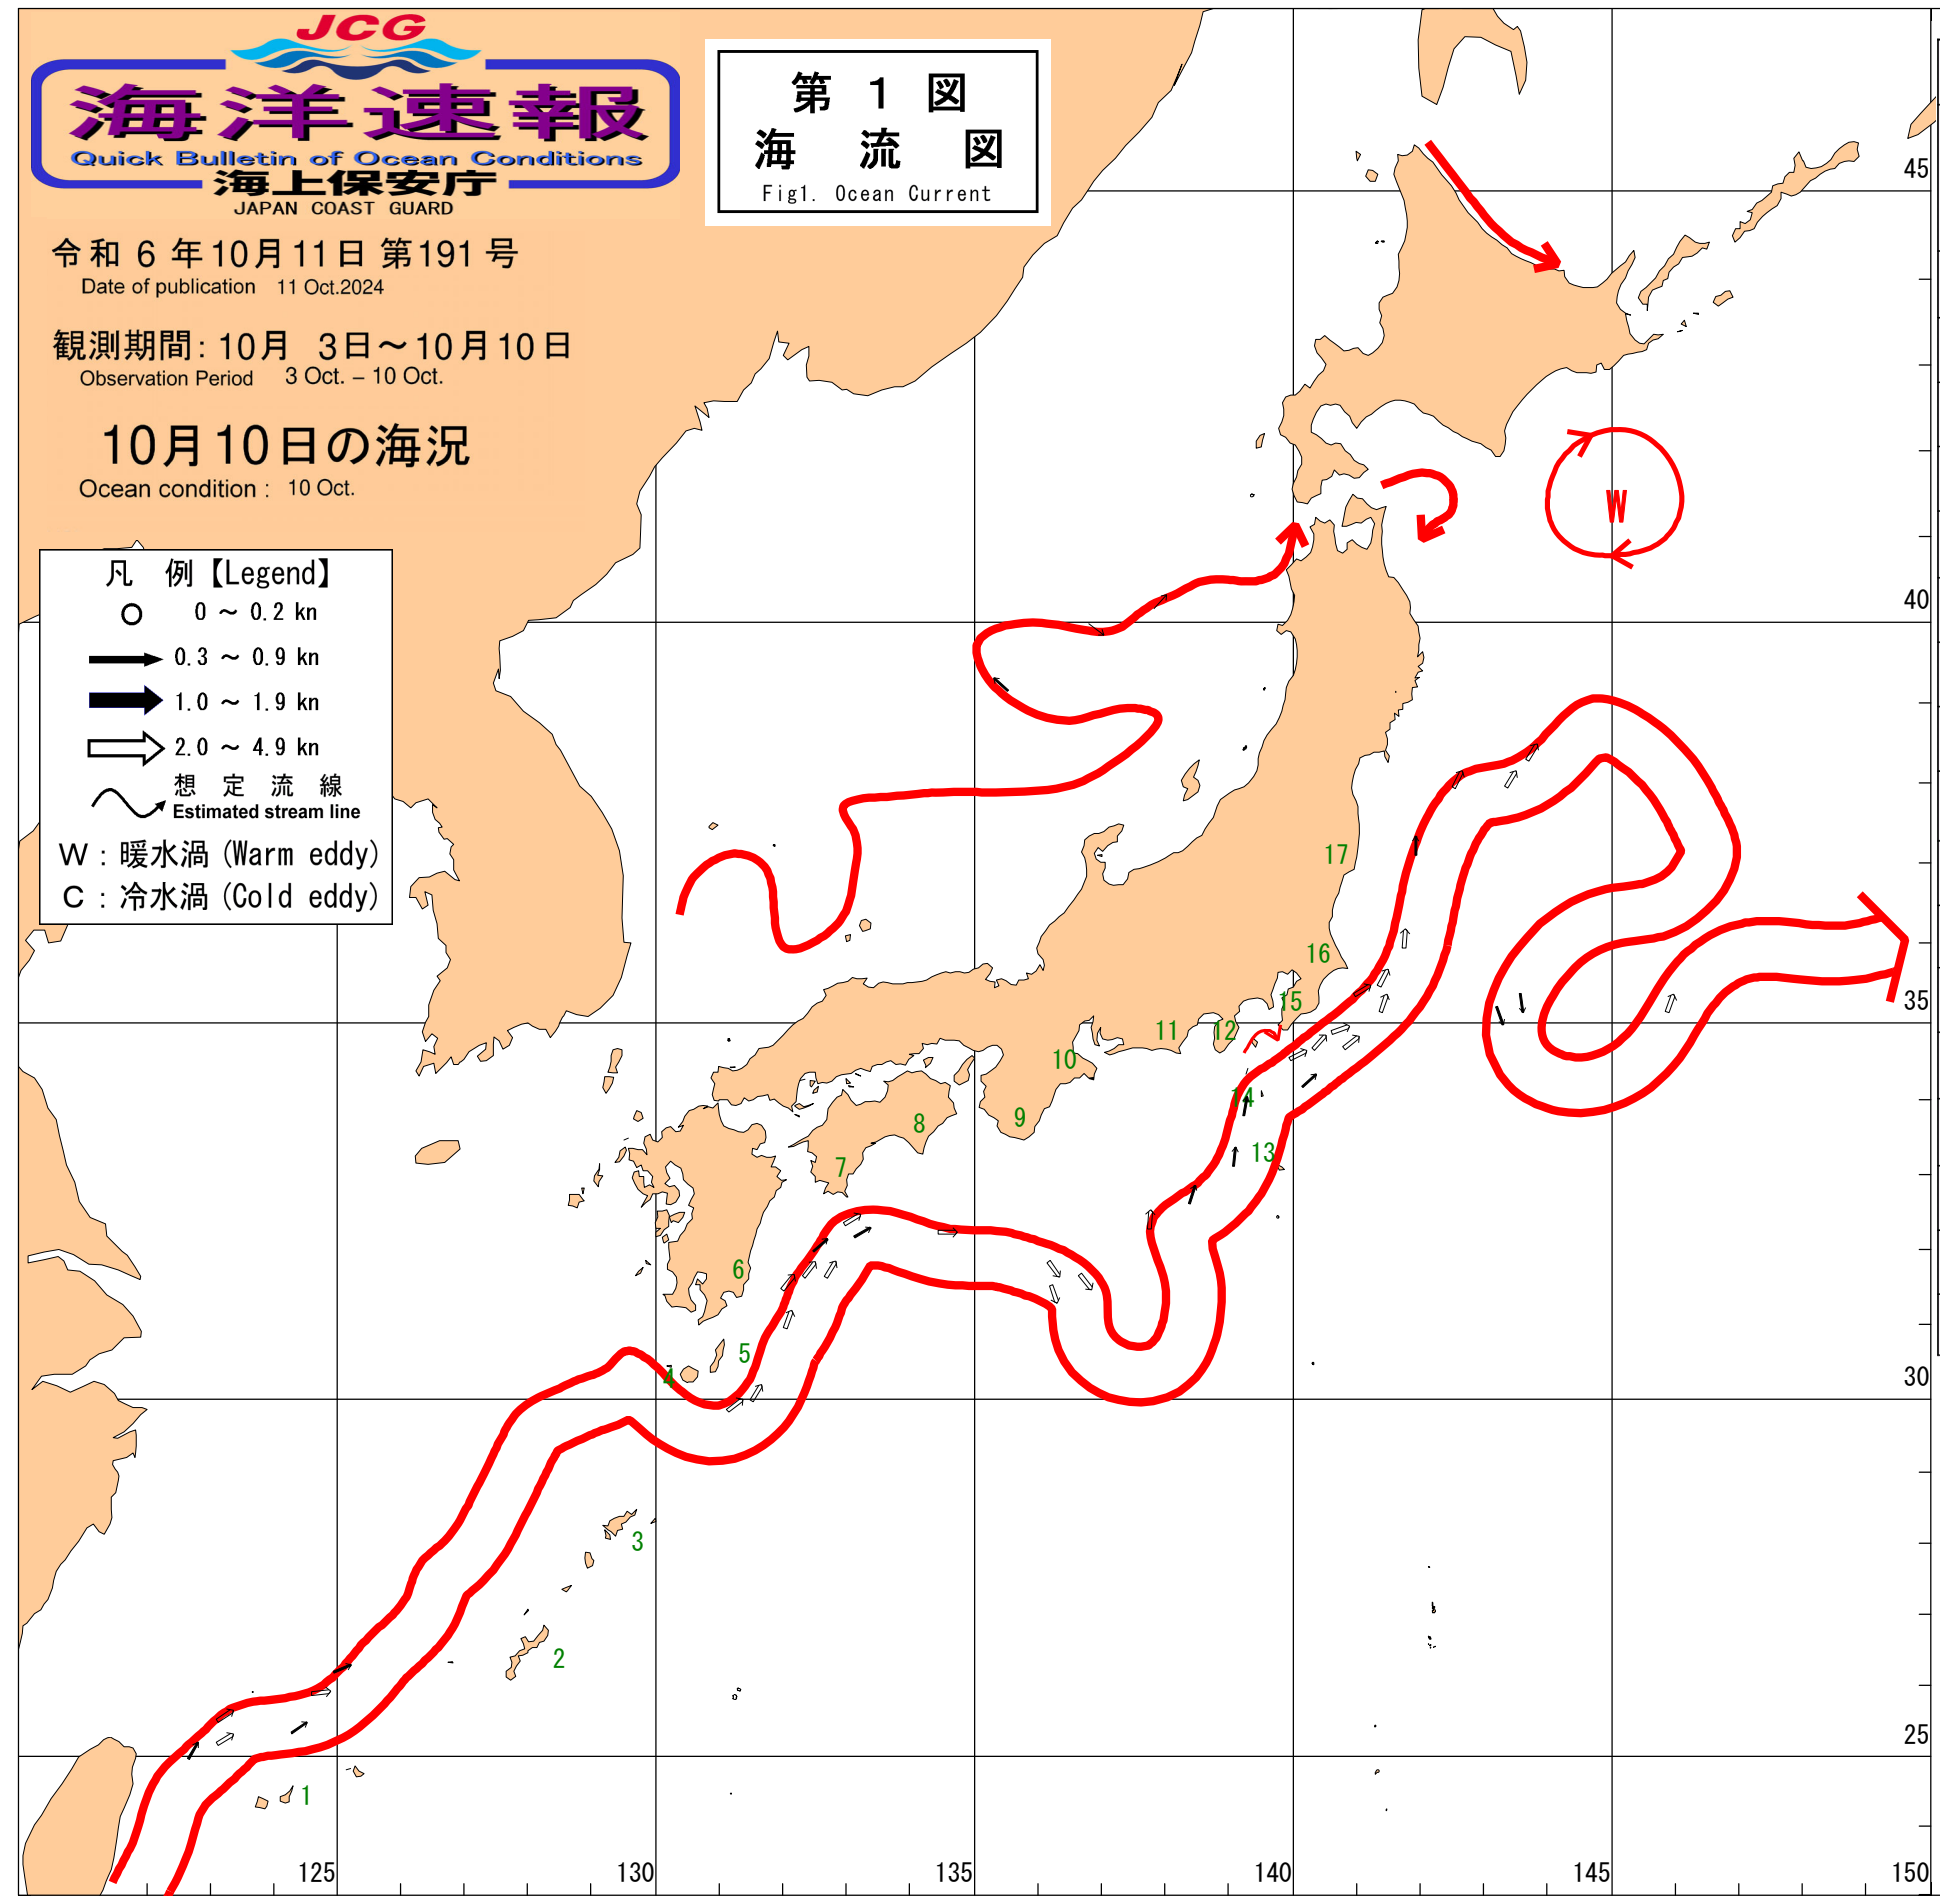 JCG
海洋速報
Quick Bulletin of Ocean Conditions
海上保安庁
JAPAN COAST GUARD
第 1 図
海 流 図
Fig1. Ocean Current
令和 6 年10月11日 第191号
Date of publication 11 Oct.2024
観測期間: 10月 3日～10月10日
Observation Period 3 Oct. – 10 Oct.
10月10日の海況
Ocean condition : 10 Oct.
凡 例【Legend】
0 ～ 0.2 kn
0.3 ～ 0.9 kn
1.0 ～ 1.9 kn
2.0 ～ 4.9 kn
想 定 流 線
Estimated stream line
W : 暖水渦 (Warm eddy)
C : 冷水渦 (Cold eddy)
45
W
40
17
16
35
15
12
11
10
14
9
8
13
7
6
5
4
30
3
2
25
1
125
130
135
140
145
150